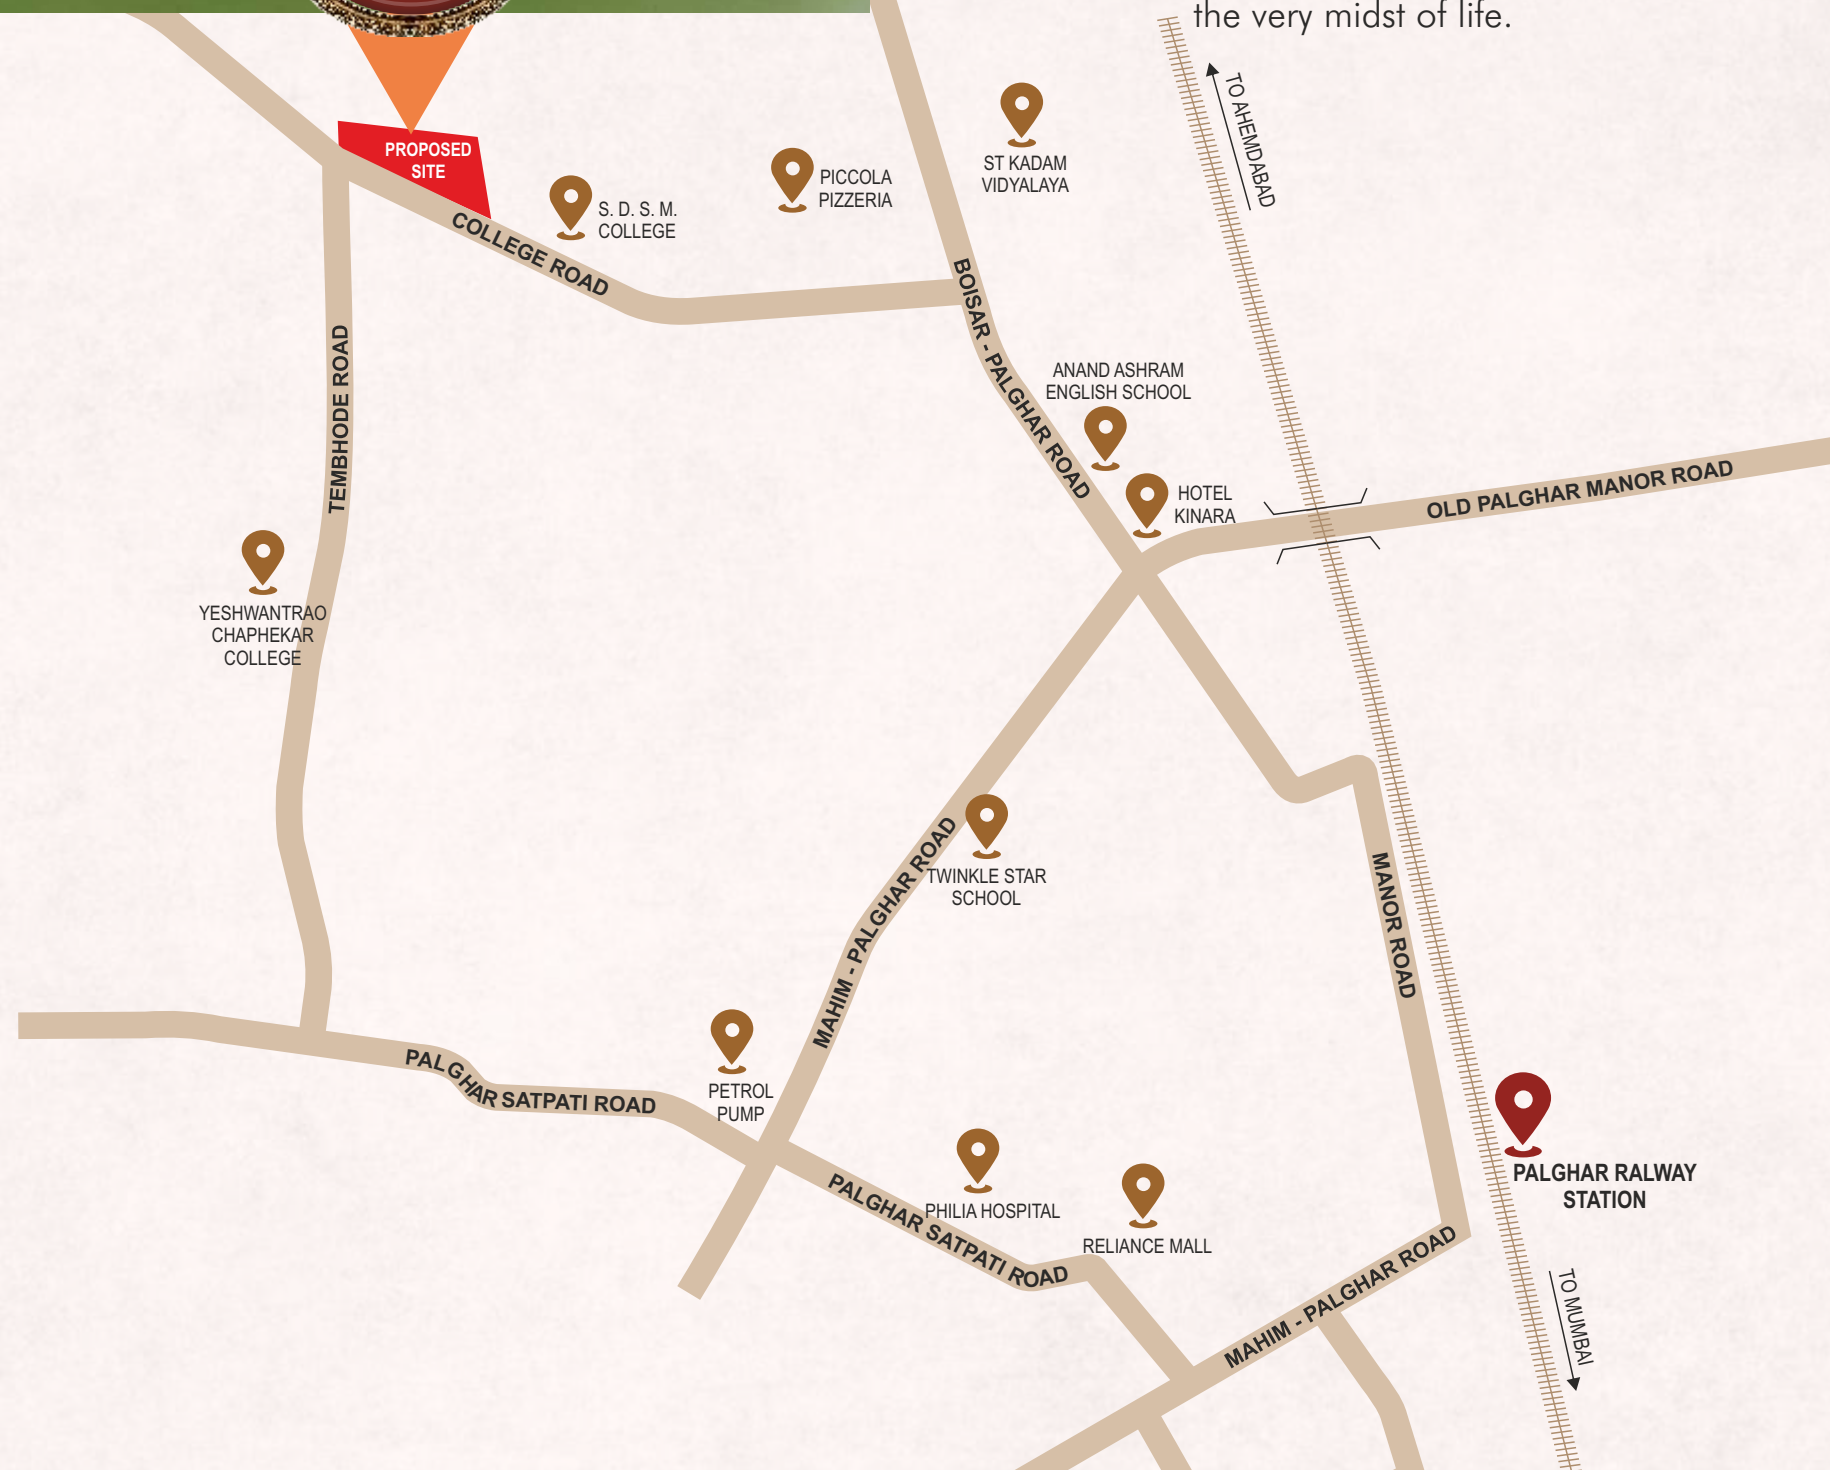 the very midst of life.
TO AHEMDABAD
PROPOSED
SITE
ST KADAM
VIDYALAYA
PICCOLA
PIZZERIA
S. D. S. M.
COLLEGE
COLLEGE ROAD
BOISAR - PALGHAR ROAD
TEMBHODE ROAD
ANAND ASHRAM
ENGLISH SCHOOL
HOTEL
KINARA
OLD PALGHAR MANOR ROAD
YESHWANTRAO
CHAPHEKAR
COLLEGE
MAHIM - PALGHAR ROAD
TWINKLE STAR
SCHOOL
MANOR ROAD
PALGHAR SATPATI ROAD
PETROL
PUMP
PALGHAR SATPATI ROAD
PHILIA HOSPITAL
RELIANCE MALL
PALGHAR RALWAY
STATION
MAHIM - PALGHAR ROAD
TO MUMBAI